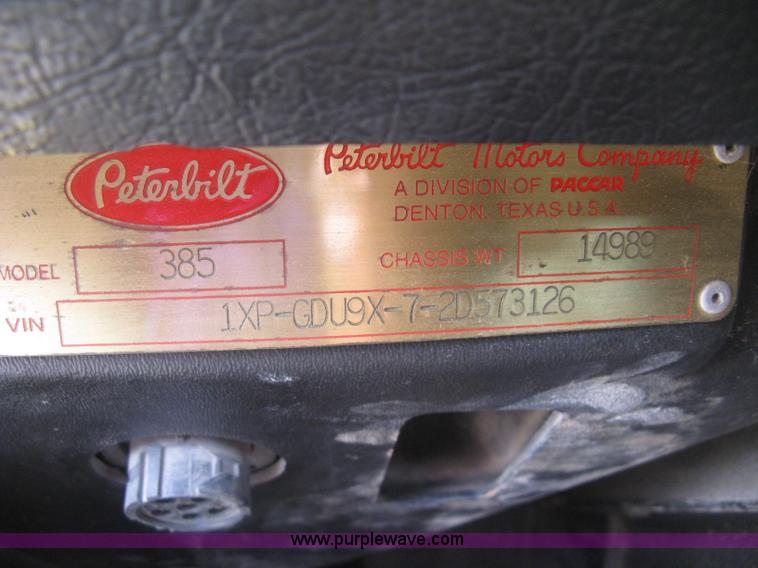 Peterbilt
Peterbilt Motors Company
A DIVISION OF PACCAR
DENTON, TEXAS U.S.A.
MODEL 385
CHASSIS WT 14989
VIN 1XP-GDU9X-7-2D573126
www.purplewave.com